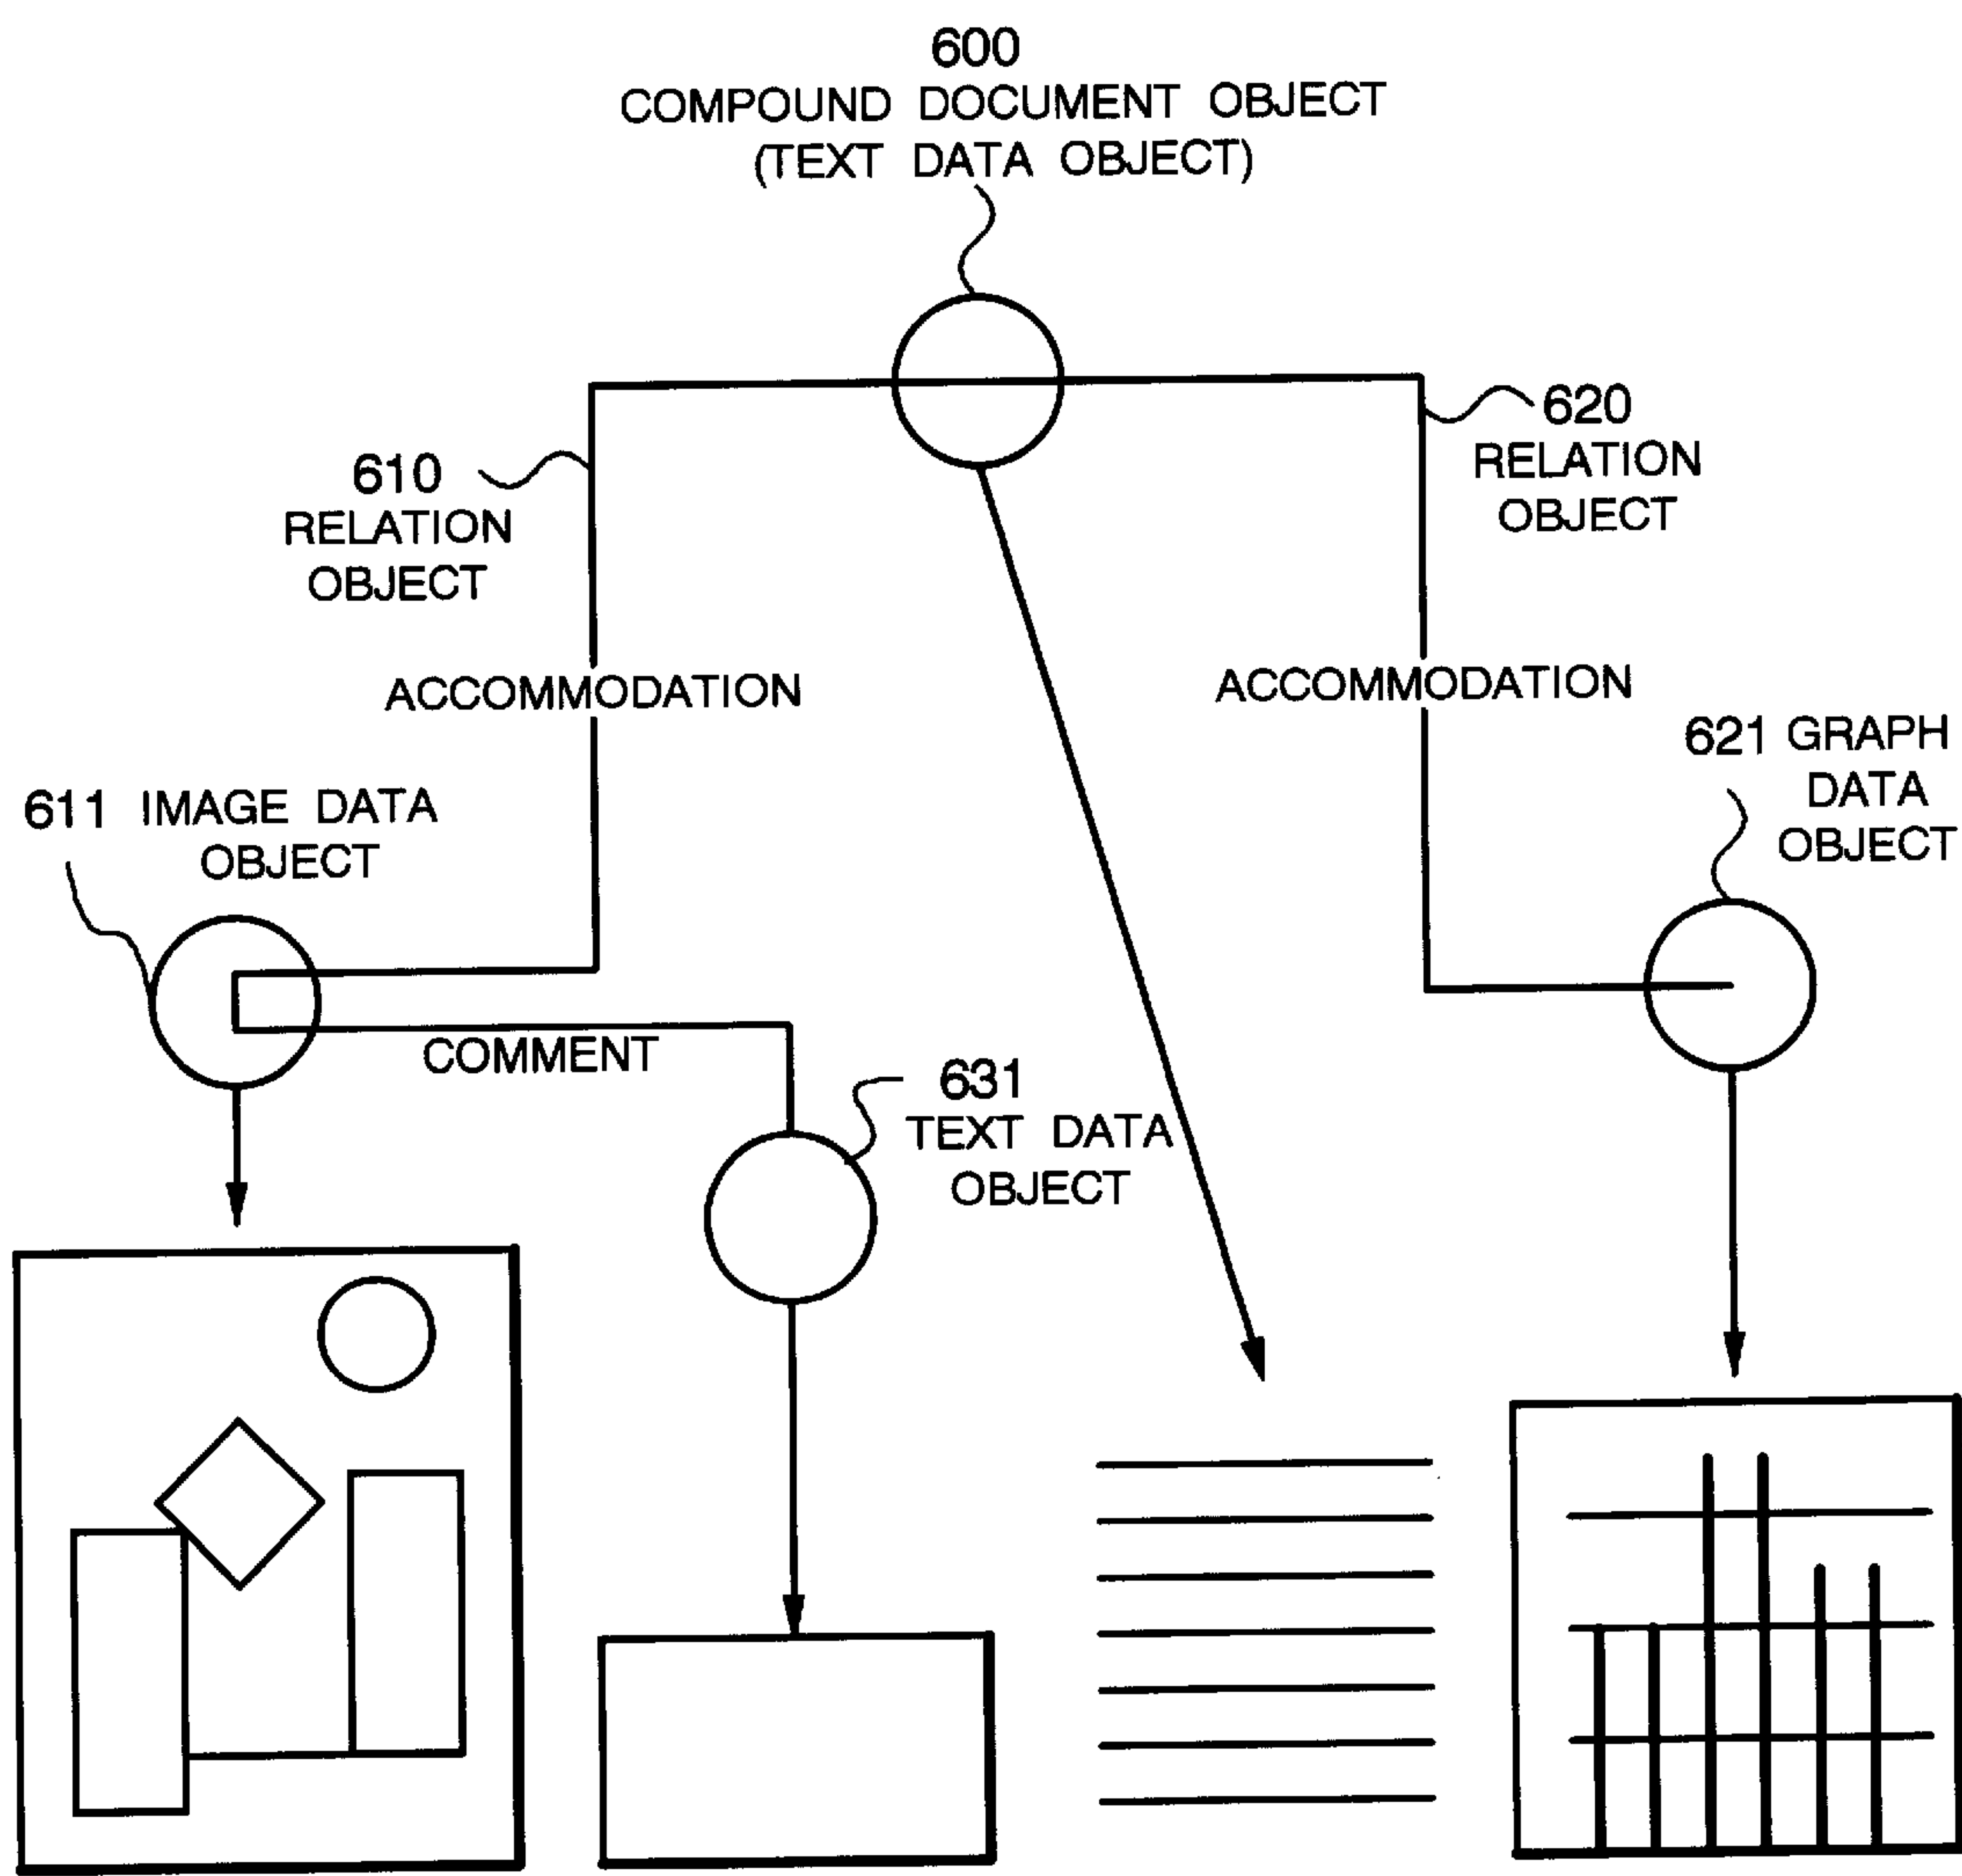 600
COMPOUND DOCUMENT OBJECT
(TEXT DATA OBJECT)
620
RELATION
OBJECT
610
RELATION
OBJECT
ACCOMMODATION
ACCOMMODATION
621 GRAPH
DATA
OBJECT
611 IMAGE DATA
OBJECT
COMMENT
631
TEXT DATA
OBJECT